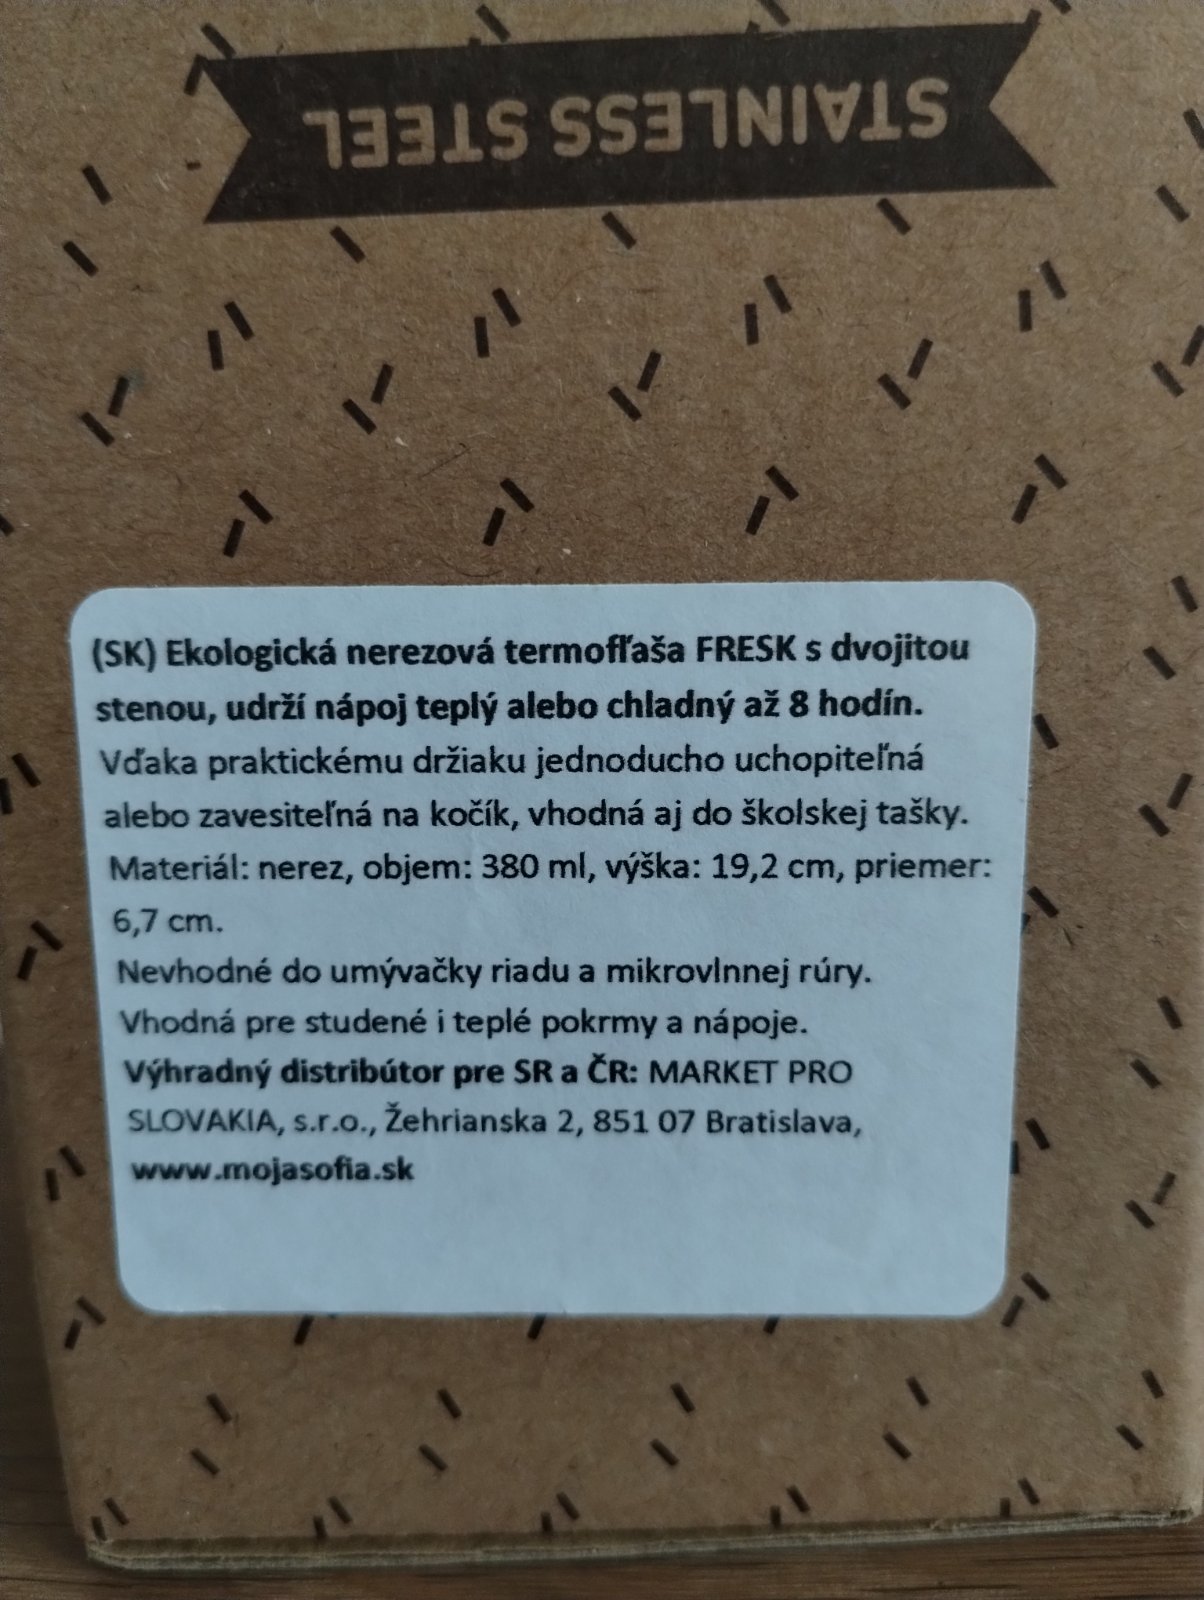 STAINLESS STEEL
(SK) Ekologická nerezová termofľaša FRESK s dvojitou
stenou, udrží nápoj teplý alebo chladný až 8 hodín.
Vďaka praktickému držiaku jednoducho uchopiteľná
alebo zavesiteľná na kočík, vhodná aj do školskej tašky.
Materiál: nerez, objem: 380 ml, výška: 19,2 cm, priemer:
6,7 cm.
Nevhodné do umývačky riadu a mikrovlnnej rúry.
Vhodná pre studené i teplé pokrmy a nápoje.
Výhradný distribútor pre SR a ČR: MARKET PRO
SLOVAKIA, s.r.o., Žehrianska 2, 851 07 Bratislava,
www.mojasofia.sk